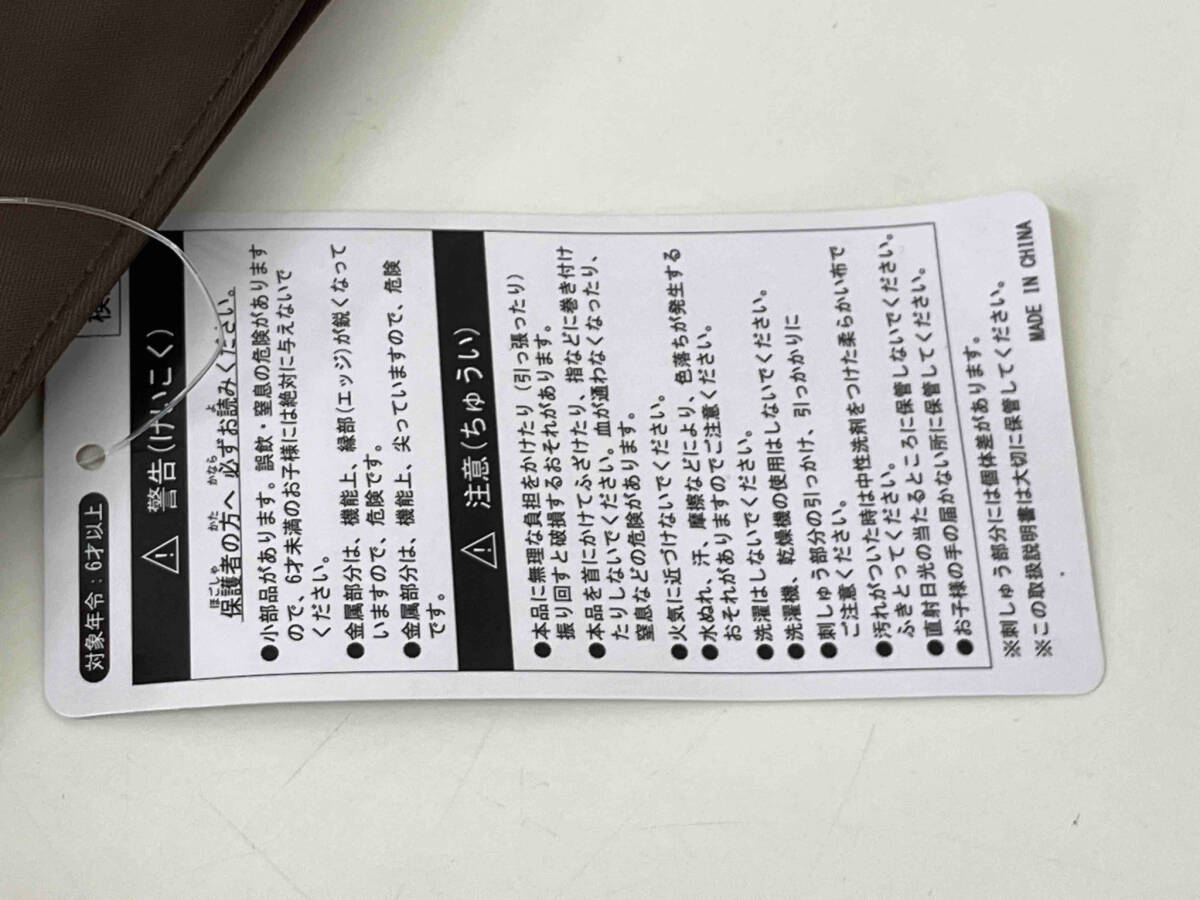 対象年令：6才以上
検
警告(けいこく)
保護者の方へ 必ずお読みください。
ほごしゃ かた かなら よ
●小部品があります。誤飲・窒息の危険があります
ので、6才未満のお子様には絶対に与えないで
ください。
●金属部分は、機能上、縁部(エッジ)が鋭くなって
いますので、危険です。
●金属部分は、機能上、尖っていますので、危険
です。
注意(ちゅうい)
●本品に無理な負担をかけたり（引っ張ったり）
振り回すと破損するおそれがあります。
●本品を首にかけてふざけたり、指などに巻き付け
たりしないでください。血が通わなくなったり、
窒息などの危険があります。
●火気に近づけないでください。
●水ぬれ、汗、摩擦などにより、色落ちが発生する
おそれがありますのでご注意ください。
●洗濯はしないでください。
●洗濯機、乾燥機の使用はしないでください。
●刺しゅう部分の引っかけ、引っかかりに
ご注意ください。
●汚れがついた時は中性洗剤をつけた柔らかい布で
ふきとってください。
●直射日光の当たるところに保管しないでください。
●お子様の手の届かない所に保管してください。
※刺しゅう部分には個体差があります。
※この取扱説明書は大切に保管してください。
MADE IN CHINA